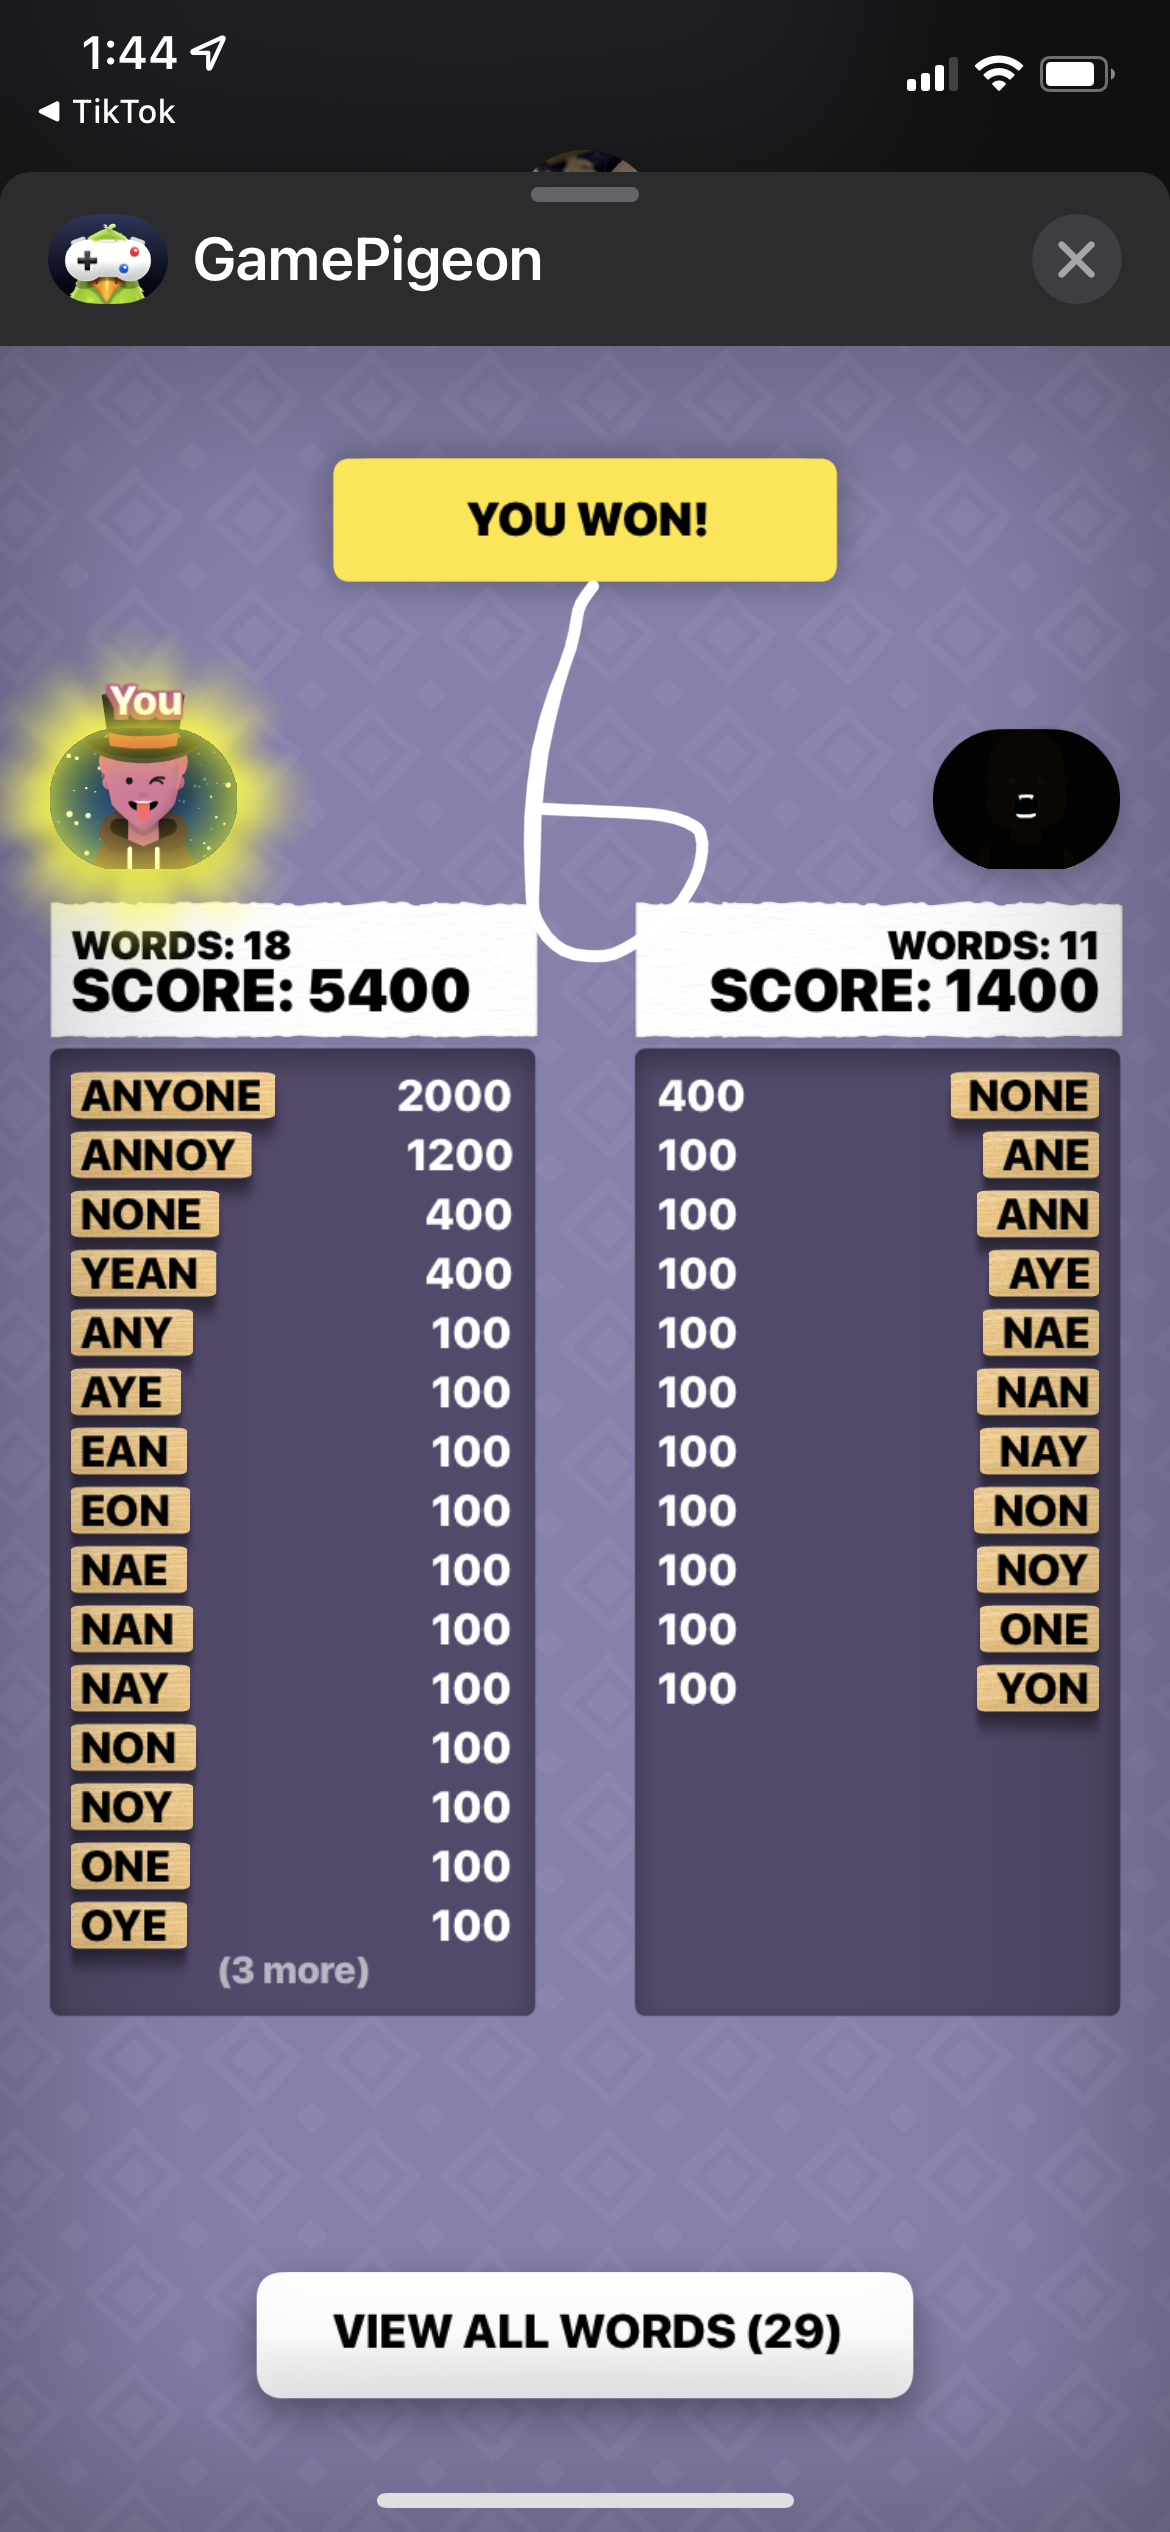 1:44
◀ TikTok
GamePigeon
YOU WON!
You
WORDS: 18
SCORE: 5400
WORDS: 11
SCORE: 1400
ANYONE 2000
ANNOY 1200
NONE 400
YEAN 400
ANY 100
AYE 100
EAN 100
EON 100
NAE 100
NAN 100
NAY 100
NON 100
NOY 100
ONE 100
OYE 100
(3 more)
400 NONE
100 ANE
100 ANN
100 AYE
100 NAE
100 NAN
100 NAY
100 NON
100 NOY
100 ONE
100 YON
VIEW ALL WORDS (29)